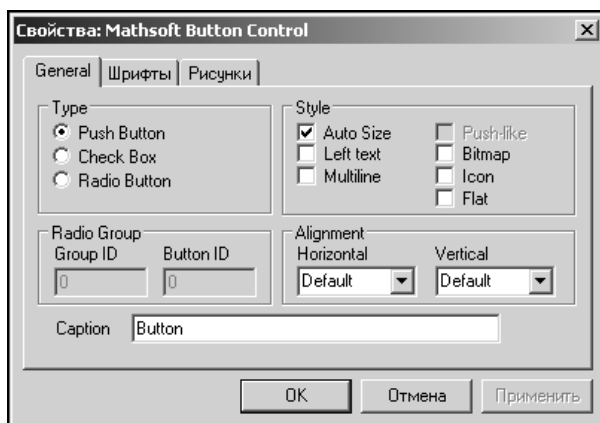 Свойства: Mathsoft Button Control
General Шрифты Рисунки
Type
Push Button
Check Box
Radio Button
Style
Auto Size Push-like
Left text Bitmap
Multiline Icon
Flat
Radio Group
Group ID Button ID
0 0
Alignment
Horizontal Vertical
Default Default
Caption Button
OK Отмена Применить